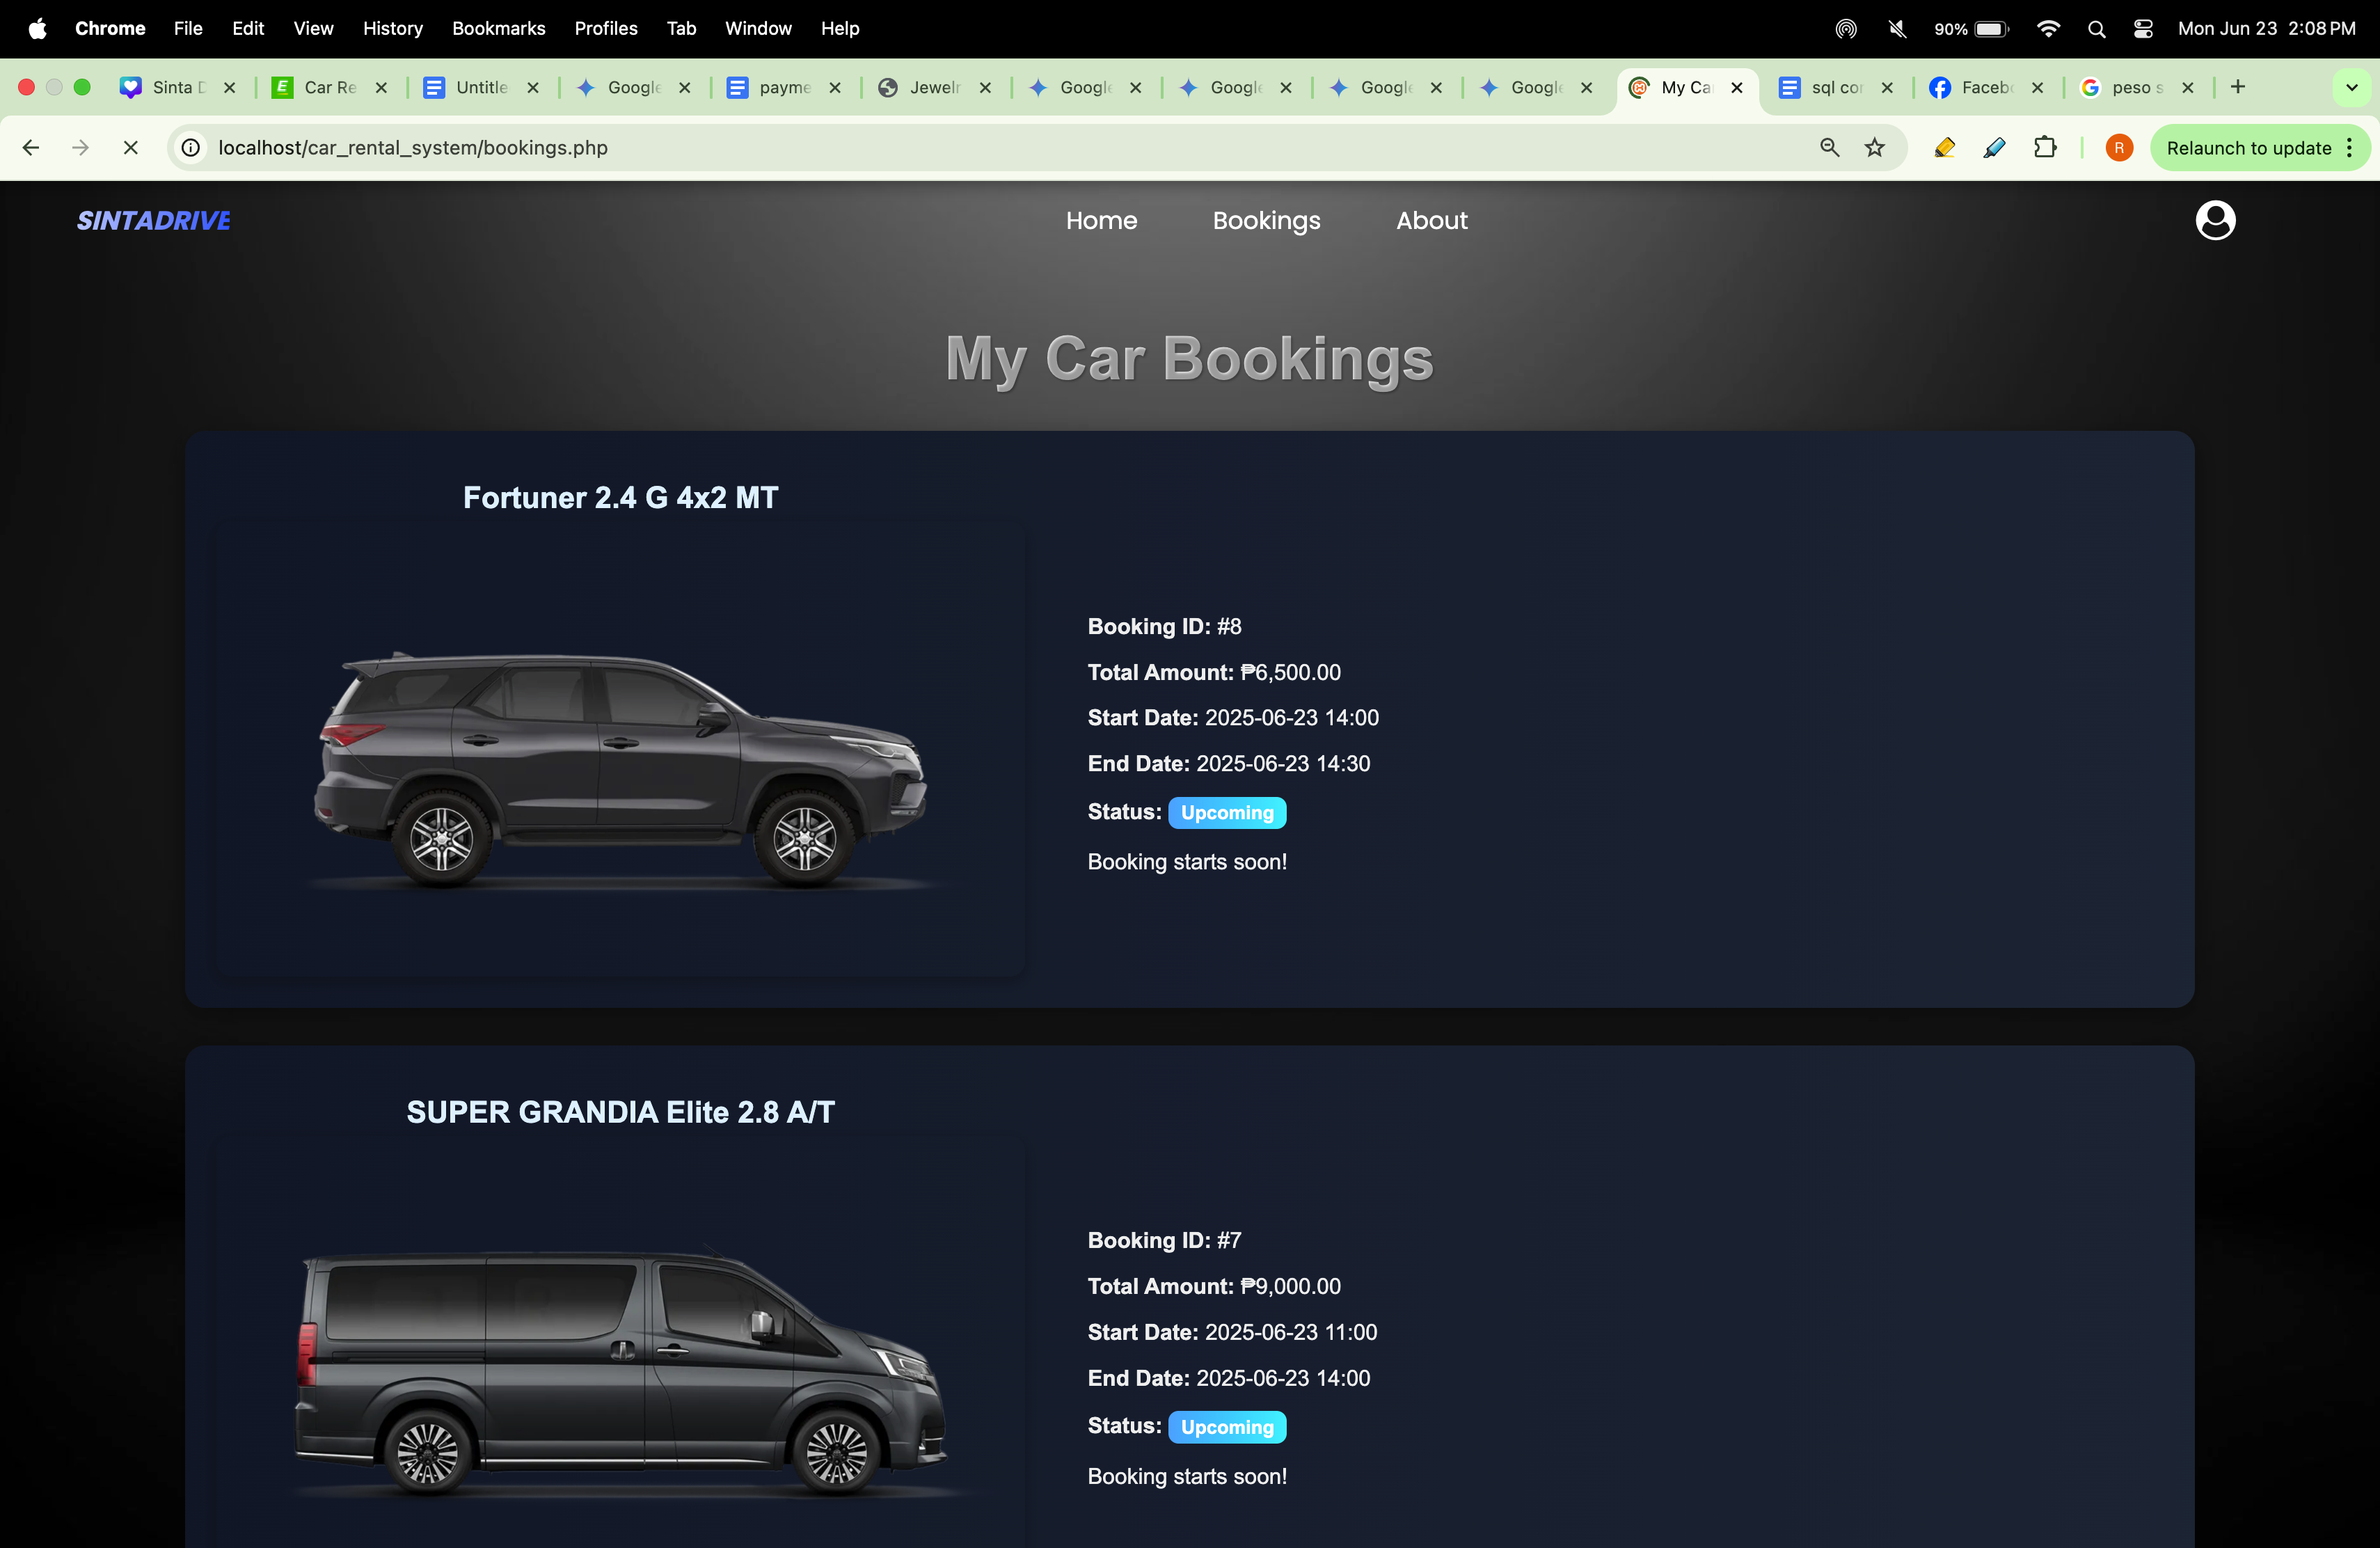 Chrome File Edit View History Bookmarks Profiles Tab Window Help 90% Mon Jun 23 2:08 PM
Sinta D Car Re Untitle Google payme Jewelr Google Google Google Google My Car sql cor Facebo peso s
localhost/car_rental_system/bookings.php R Relaunch to update
SINTADRIVE Home Bookings About
My Car Bookings
Fortuner 2.4 G 4x2 MT
Booking ID: #8
Total Amount: ₱6,500.00
Start Date: 2025-06-23 14:00
End Date: 2025-06-23 14:30
Status: Upcoming
Booking starts soon!
SUPER GRANDIA Elite 2.8 A/T
Booking ID: #7
Total Amount: ₱9,000.00
Start Date: 2025-06-23 11:00
End Date: 2025-06-23 14:00
Status: Upcoming
Booking starts soon!